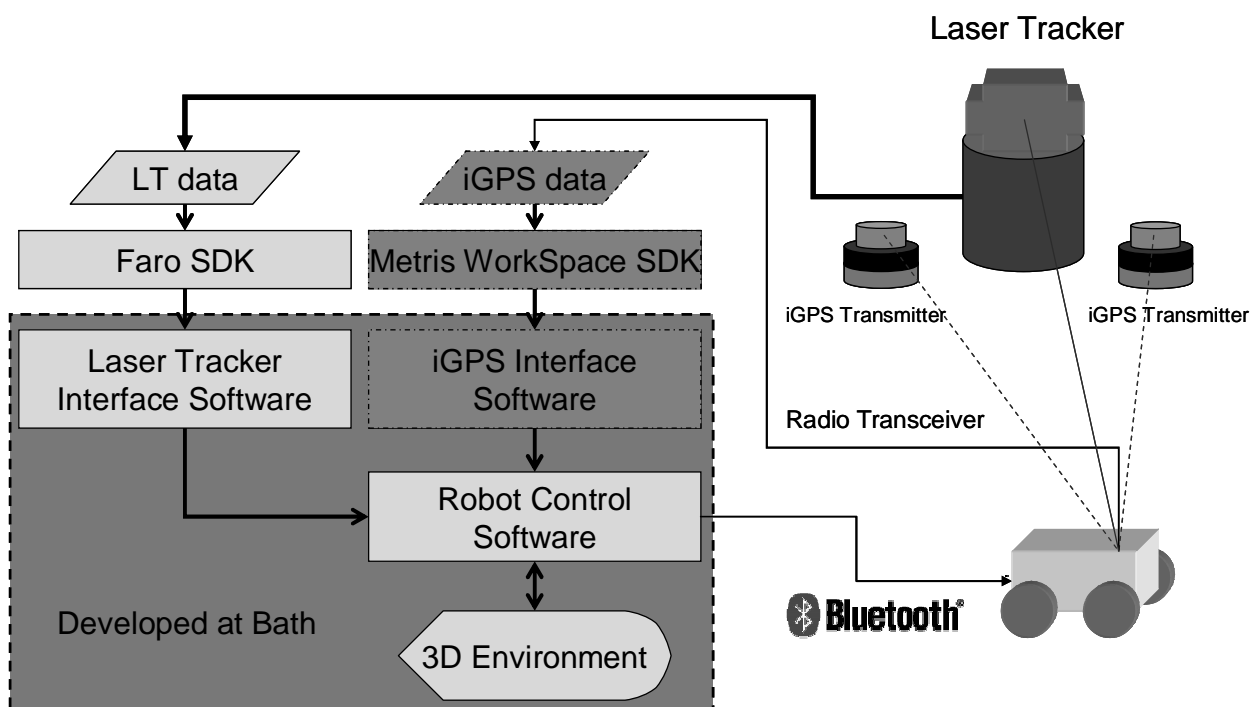 Laser Tracker
LT data
iGPS data
Faro SDK
Metris WorkSpace SDK
iGPS Transmitter
iGPS Transmitter
Laser Tracker
Interface Software
iGPS Interface
Software
Radio Transceiver
Robot Control
Software
Developed at Bath
3D Environment
Bluetooth®